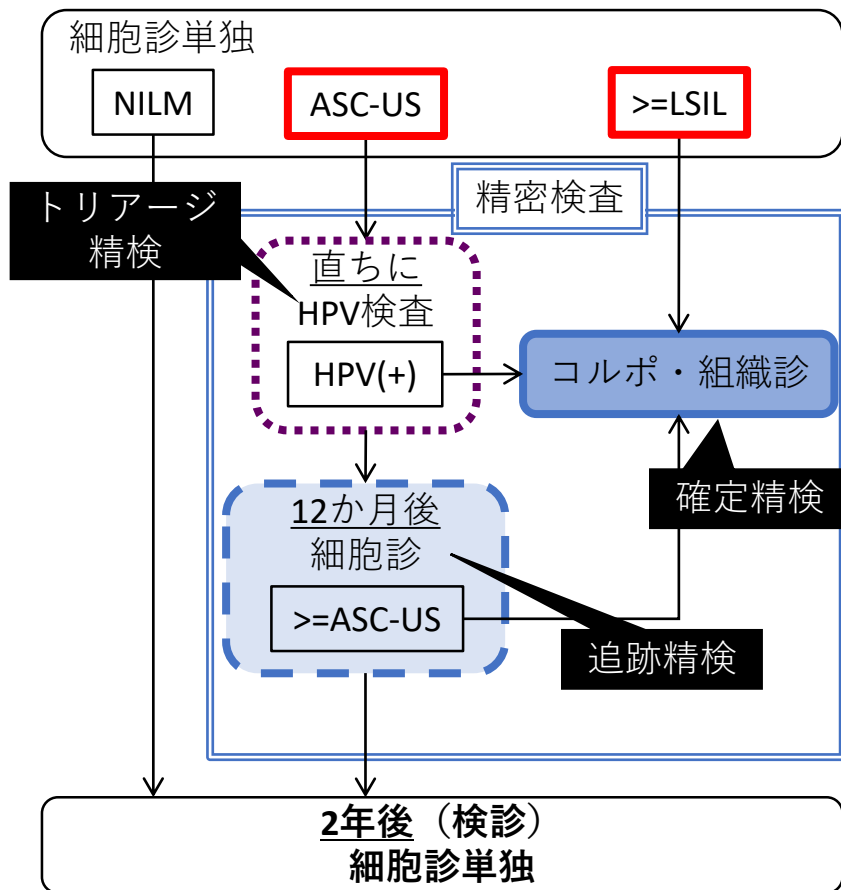 細胞診単独
NILM
ASC-US
>=LSIL
精密検査
トリアージ
精検
直ちに
HPV検査
HPV(+)
コルポ・組織診
確定精検
12か月後
細胞診
>=ASC-US
追跡精検
2年後（検診）
細胞診単独